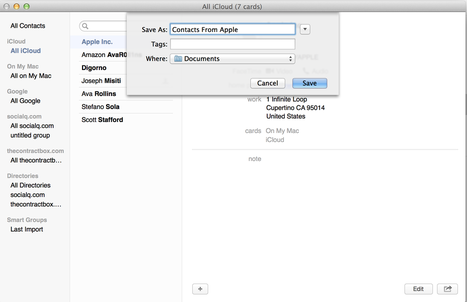 All iCloud (7 cards)
All Contacts
iCloud
All iCloud
On My Mac
All on My Mac
Google
All Google
socialq.com
All socialq.com
untitled group
thecontractbox.com
All thecontractb...
Directories
All Directories
socialq.com
thecontractbox....
Smart Groups
Last Import
Apple Inc.
Amazon AvaR0
Digorno
Joseph Misiti
Ava Rollins
Stefano Sola
Scott Stafford
Save As: Contacts From Apple
Tags:
Where: Documents
Cancel Save
work 1 Infinite Loop
Cupertino CA 95014
United States
cards On My Mac
iCloud
note
+
Edit